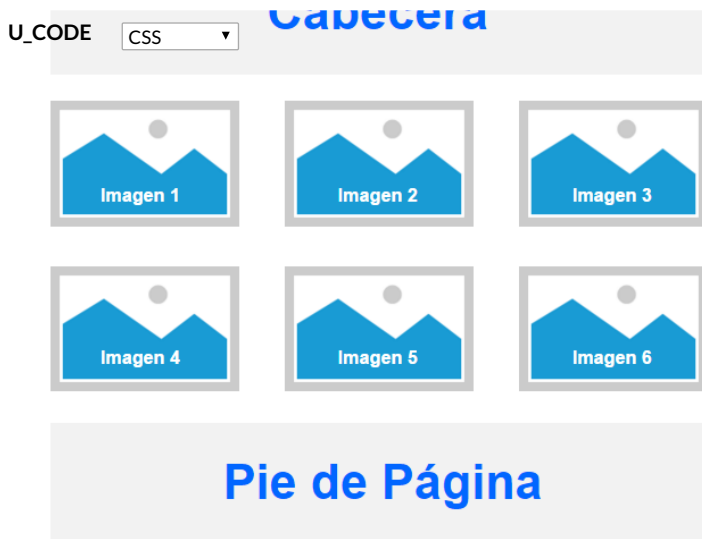 Cabecera
U_CODE CSS
Imagen 1 Imagen 2 Imagen 3
Imagen 4 Imagen 5 Imagen 6
Pie de Página